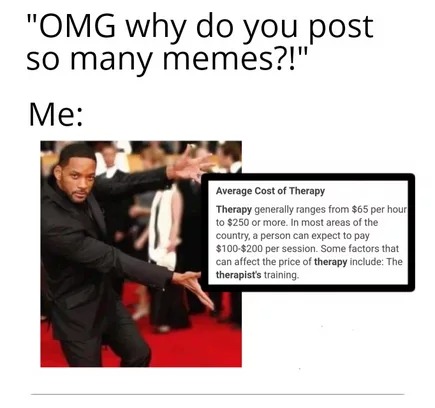 "OMG why do you post
so many memes?!"
Me:
Average Cost of Therapy
Therapy generally ranges from $65 per hour
to $250 or more. In most areas of the
country, a person can expect to pay
$100-$200 per session. Some factors that
can affect the price of therapy include: The
therapist's training.